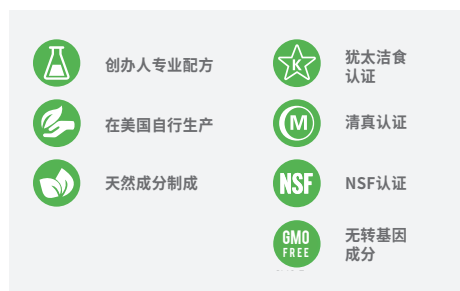 创办人专业配方
在美国自行生产
天然成分制成
K
犹太洁食
认证
M
清真认证
NSF
NSF认证
GMO
FREE
无转基因
成分